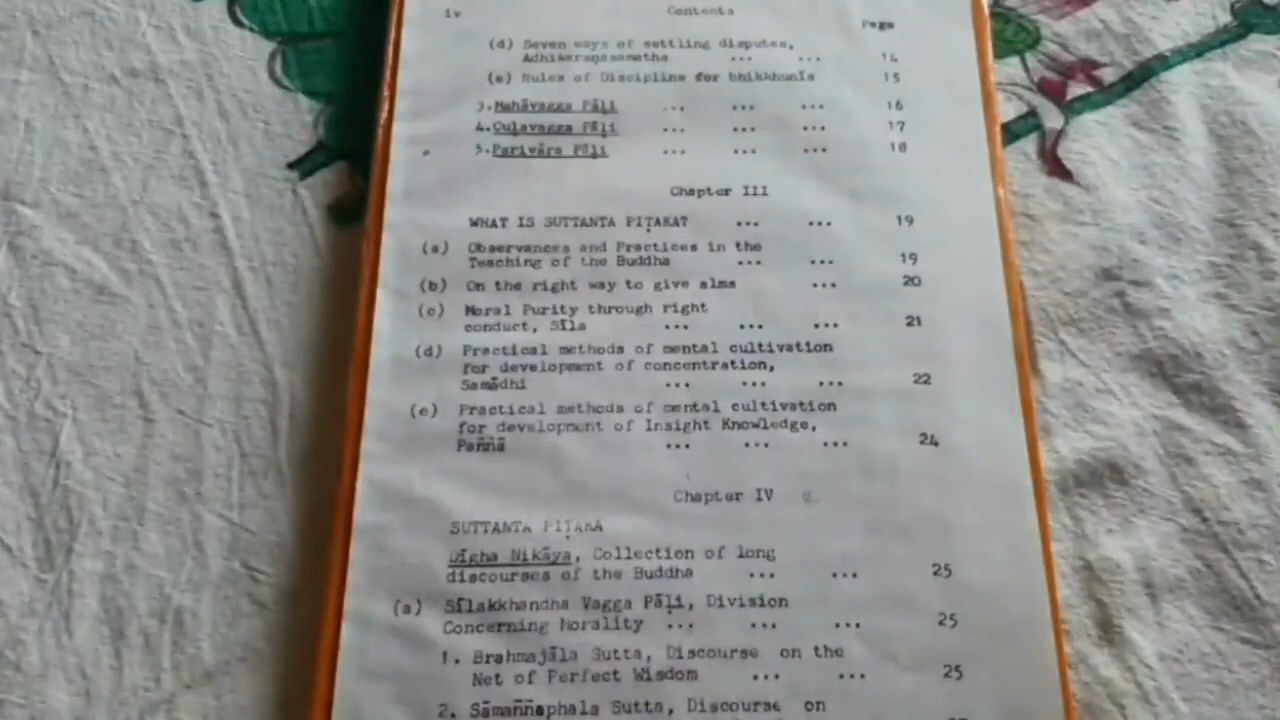 iv Contents
Page
(d) Seven ways of settling disputes,
Adhikaraṇasamatha ... ... 14
(e) Rules of Discipline for bhikkhunīs 15
3.Mahāvagga Pāḷi ... ... ... 16
4.Cuḷavagga Pāḷi ... ... ... 17
5.Parivāra Pāḷi ... ... ... 18
Chapter III
WHAT IS SUTTANTA PIṬAKA? ... ... 19
(a) Observances and Practices in the
Teaching of the Buddha ... ... 19
(b) On the right way to give alms ... 20
(c) Moral Purity through right
conduct, Sīla ... ... ... 21
(d) Practical methods of mental cultivation
for development of concentration,
Samādhi ... ... ... 22
(e) Practical methods of mental cultivation
for development of Insight Knowledge,
Paññā ... ... ... 24
Chapter IV
SUTTANTA PIṬAKA
Dīgha Nikāya, Collection of long
discourses of the Buddha ... ... 25
(a) Sīlakkhandha Vagga Pāḷi, Division
Concerning Morality ... ... ... 25
1. Brahmajāla Sutta, Discourse on the
Net of Perfect Wisdom ... ... 25
2. Sāmaññaphala Sutta, Discourse on